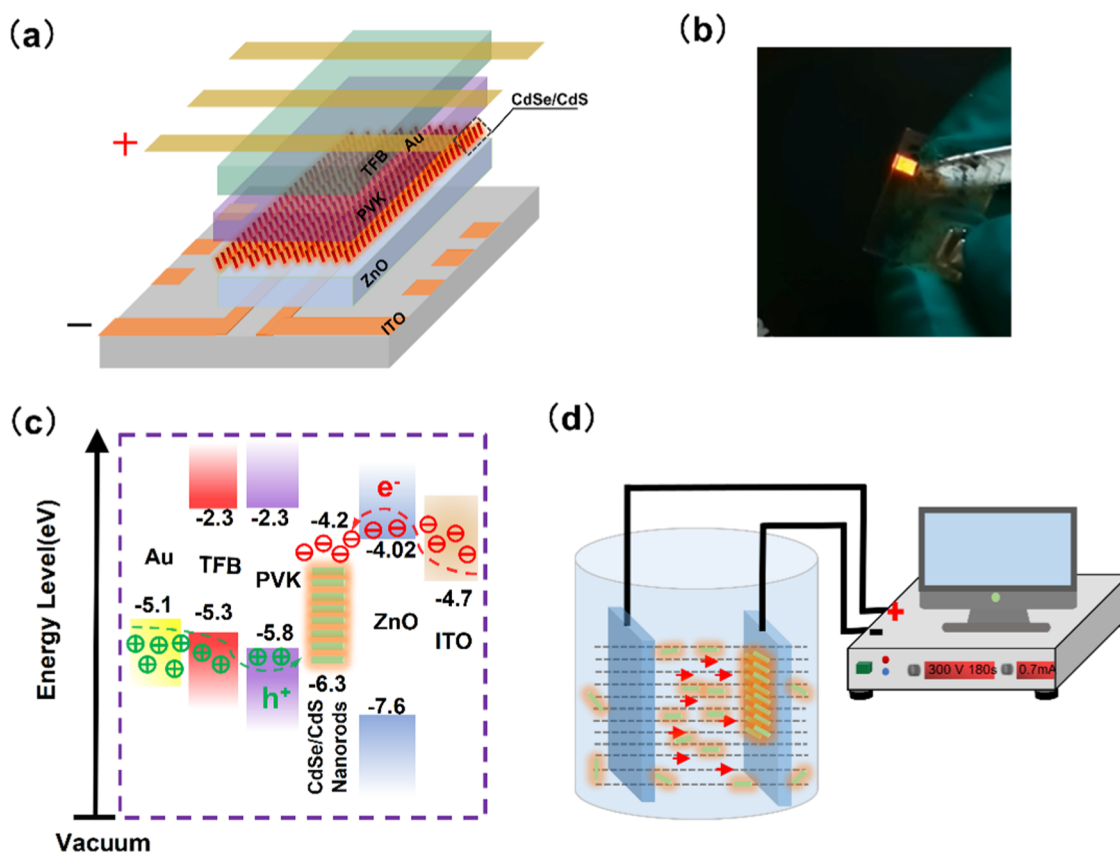 (a)
CdSe/CdS
+
Au
TFB
PVK
ZnO
ITO
−
(b)
(c)
Energy Level(eV)
Vacuum
-2.3
-2.3
-4.2
e-
-4.02
Au
TFB
PVK
ZnO
ITO
-4.7
-5.1
-5.3
-5.8
h+
-6.3
-7.6
CdSe/CdS
Nanorods
(d)
+
-
300 V 180s
0.7mA